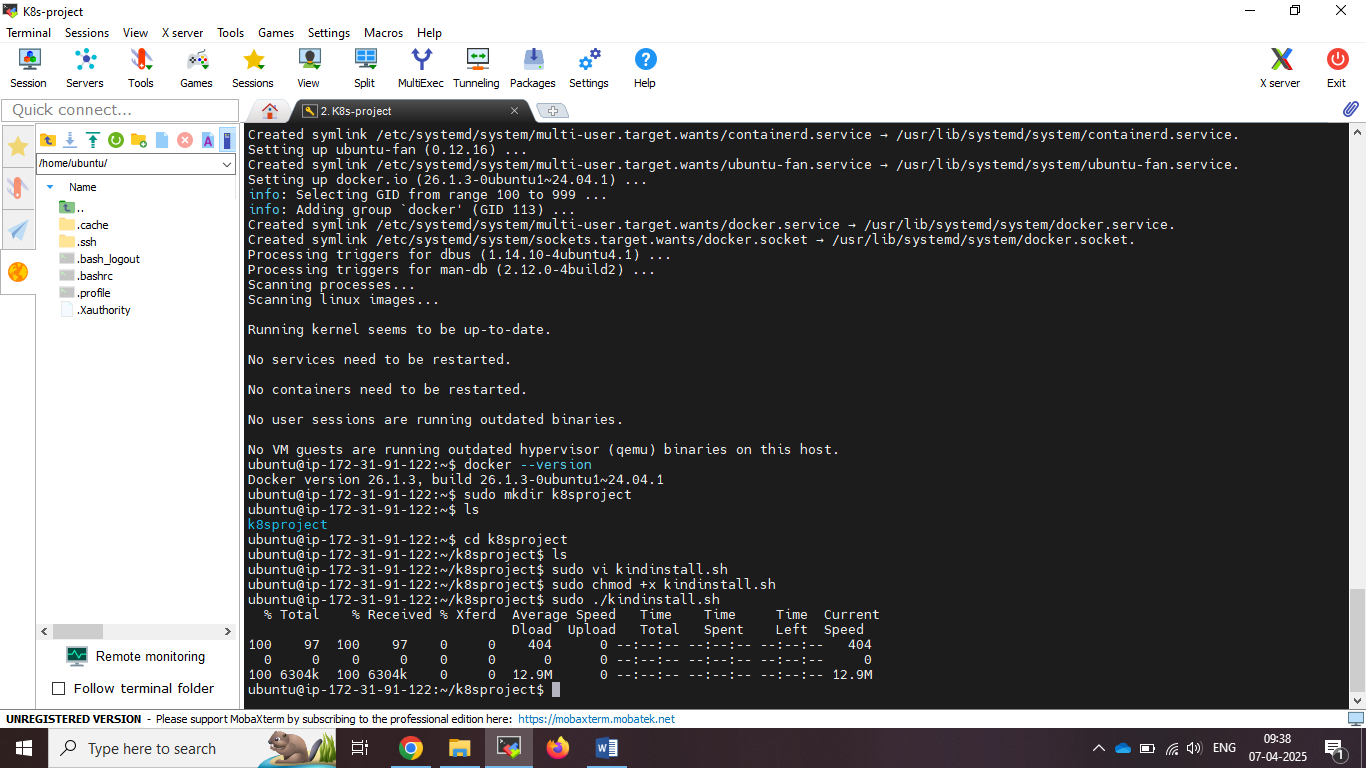 K8s-project
Terminal Sessions View X server Tools Games Settings Macros Help
Session Servers Tools Games Sessions View Split MultiExec Tunneling Packages Settings Help X server Exit
Quick connect...
2. K8s-project
/home/ubuntu/
Name
..
.cache
.ssh
.bash_logout
.bashrc
.profile
.Xauthority
Remote monitoring
Follow terminal folder
Created symlink /etc/systemd/system/multi-user.target.wants/containerd.service → /usr/lib/systemd/system/containerd.service.
Setting up ubuntu-fan (0.12.16) ...
Created symlink /etc/systemd/system/multi-user.target.wants/ubuntu-fan.service → /usr/lib/systemd/system/ubuntu-fan.service.
Setting up docker.io (26.1.3-0ubuntu1~24.04.1) ...
info: Selecting GID from range 100 to 999 ...
info: Adding group `docker' (GID 113) ...
Created symlink /etc/systemd/system/multi-user.target.wants/docker.service → /usr/lib/systemd/system/docker.service.
Created symlink /etc/systemd/system/sockets.target.wants/docker.socket → /usr/lib/systemd/system/docker.socket.
Processing triggers for dbus (1.14.10-4ubuntu4.1) ...
Processing triggers for man-db (2.12.0-4build2) ...
Scanning processes...
Scanning linux images...
Running kernel seems to be up-to-date.
No services need to be restarted.
No containers need to be restarted.
No user sessions are running outdated binaries.
No VM guests are running outdated hypervisor (qemu) binaries on this host.
ubuntu@ip-172-31-91-122:~$ docker --version
Docker version 26.1.3, build 26.1.3-0ubuntu1~24.04.1
ubuntu@ip-172-31-91-122:~$ sudo mkdir k8sproject
ubuntu@ip-172-31-91-122:~$ ls
k8sproject
ubuntu@ip-172-31-91-122:~$ cd k8sproject
ubuntu@ip-172-31-91-122:~/k8sproject$ ls
ubuntu@ip-172-31-91-122:~/k8sproject$ sudo vi kindinstall.sh
ubuntu@ip-172-31-91-122:~/k8sproject$ sudo chmod +x kindinstall.sh
ubuntu@ip-172-31-91-122:~/k8sproject$ sudo ./kindinstall.sh
% Total % Received % Xferd Average Speed Time Time Time Current
Dload Upload Total Spent Left Speed
100 97 100 97 0 0 404 0 --:--:-- --:--:-- --:--:-- 404
0 0 0 0 0 0 0 0 --:--:-- --:--:-- --:--:-- 0
100 6304k 100 6304k 0 0 12.9M 0 --:--:-- --:--:-- --:--:-- 12.9M
ubuntu@ip-172-31-91-122:~/k8sproject$
UNREGISTERED VERSION - Please support MobaXterm by subscribing to the professional edition here: https://mobaxterm.mobatek.net
Type here to search
ENG
09:38
07-04-2025
1